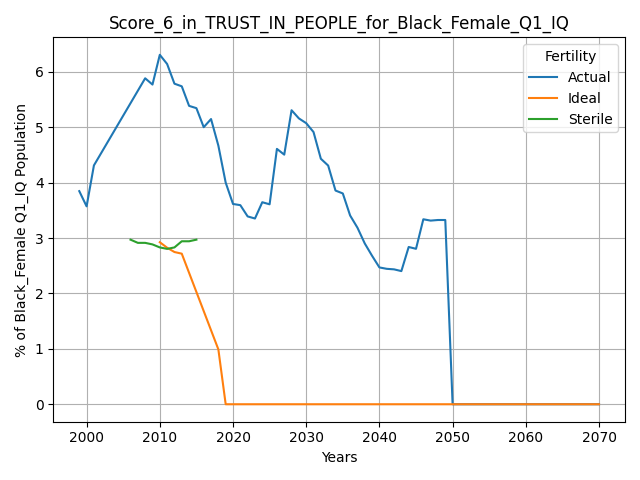 Score_6_in_TRUST_IN_PEOPLE_for_Black_Female_Q1_IQ
Fertility
Actual
Ideal
Sterile
% of Black_Female Q1_IQ Population
6
5
4
3
2
1
0
2000 2010 2020 2030 2040 2050 2060 2070
Years